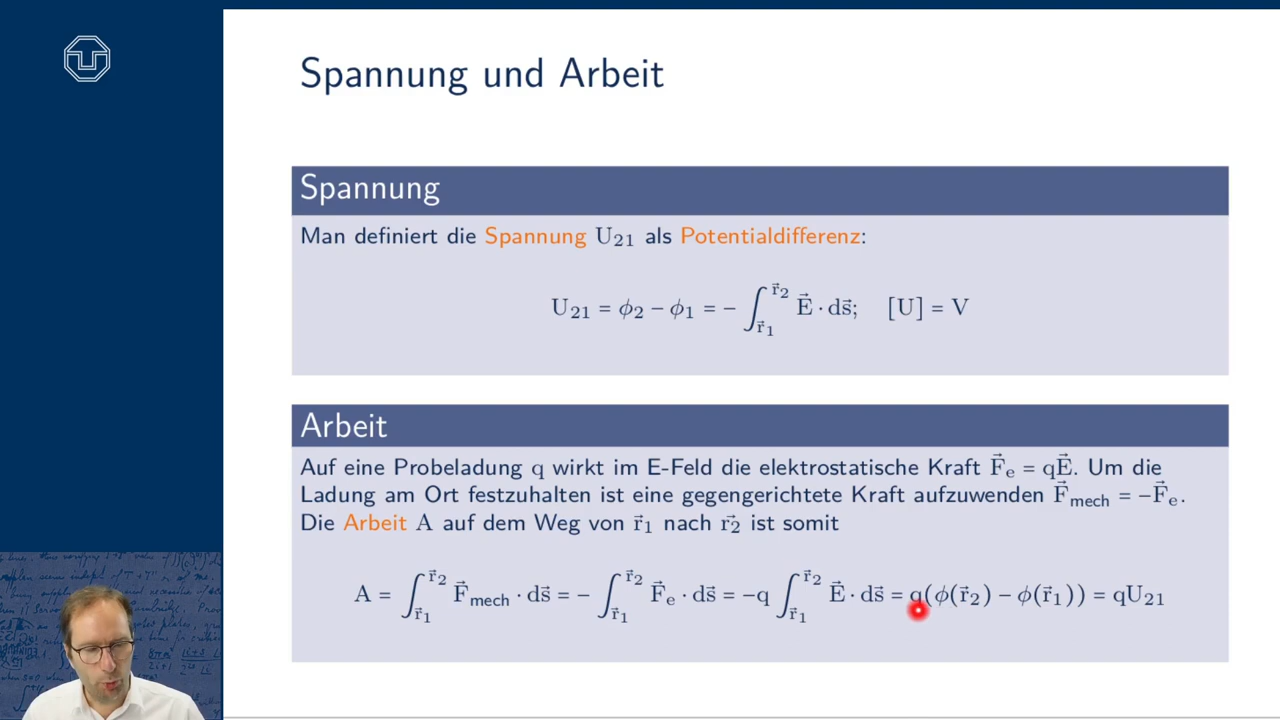 Spannung und Arbeit
Spannung
Man definiert die Spannung U₂₁ als Potentialdifferenz:
U₂₁ = ϕ₂ − ϕ₁ = − ∫_{r⃗₁}^{r⃗₂} E⃗ · ds⃗; [U] = V
Arbeit
Auf eine Probeladung q wirkt im E-Feld die elektrostatische Kraft F⃗ₑ = qE⃗. Um die
Ladung am Ort festzuhalten ist eine gegengerichtete Kraft aufzuwenden F⃗_mech = −F⃗ₑ.
Die Arbeit A auf dem Weg von r⃗₁ nach r⃗₂ ist somit
A = ∫_{r⃗₁}^{r⃗₂} F⃗_mech · ds⃗ = − ∫_{r⃗₁}^{r⃗₂} F⃗ₑ · ds⃗ = −q ∫_{r⃗₁}^{r⃗₂} E⃗ · ds⃗ = q(ϕ(r⃗₂) − ϕ(r⃗₁)) = qU₂₁